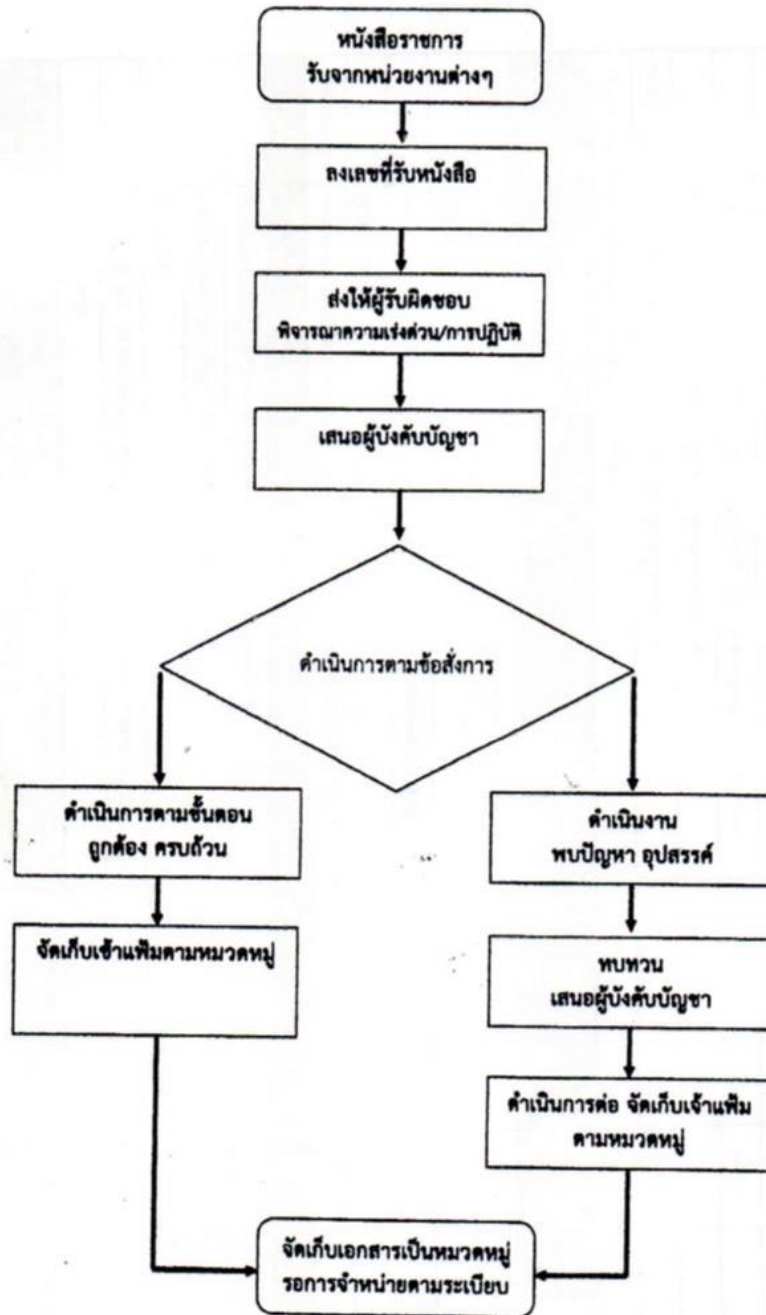 หนังสือราชการ
รับจากหน่วยงานต่างๆ
ลงเลขที่รับหนังสือ
ส่งให้ผู้รับผิดชอบ
พิจารณาความเร่งด่วน/การปฏิบัติ
เสนอผู้บังคับบัญชา
ดำเนินการตามข้อสั่งการ
ดำเนินการตามขั้นตอน
ถูกต้อง ครบถ้วน
จัดเก็บเข้าแฟ้มตามหมวดหมู่
ดำเนินงาน
พบปัญหา อุปสรรค์
ทบทวน
เสนอผู้บังคับบัญชา
ดำเนินการต่อ จัดเก็บเจ้าแฟ้ม
ตามหมวดหมู่
จัดเก็บเอกสารเป็นหมวดหมู่
รอการจำหน่ายตามระเบียบ